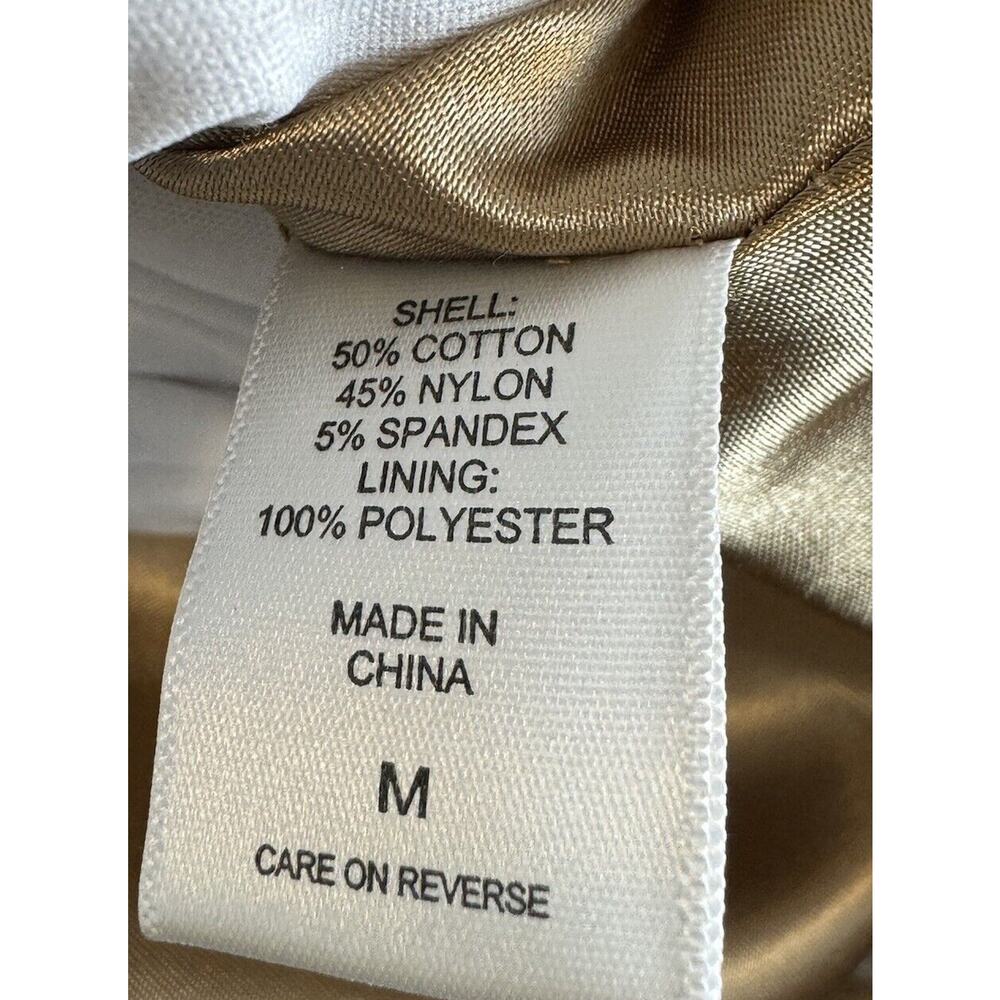 SHELL:
50% COTTON
45% NYLON
5% SPANDEX
LINING:
100% POLYESTER
MADE IN
CHINA
M
CARE ON REVERSE